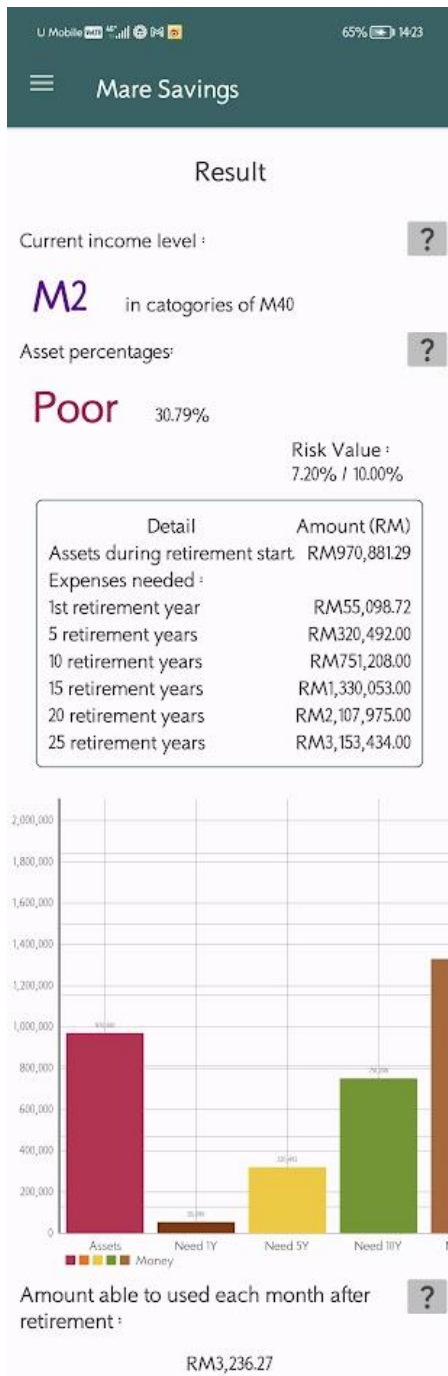 U Mobile VoLTE 65% 14:23
Mare Savings
Result
Current income level : ?
M2 in catogories of M40
Asset percentages: ?
Poor 30.79%
Risk Value :
7.20% / 10.00%
Detail Amount (RM)
Assets during retirement start RM970,881.29
Expenses needed :
1st retirement year RM55,098.72
5 retirement years RM320,492.00
10 retirement years RM751,208.00
15 retirement years RM1,330,053.00
20 retirement years RM2,107,975.00
25 retirement years RM3,153,434.00
2,000,000
1,800,000
1,600,000
1,400,000
1,200,000
1,000,000
800,000
600,000
400,000
200,000
0
Assets Need 1Y Need 5Y Need 10Y
Money
Amount able to used each month after ?
retirement :
RM3,236.27